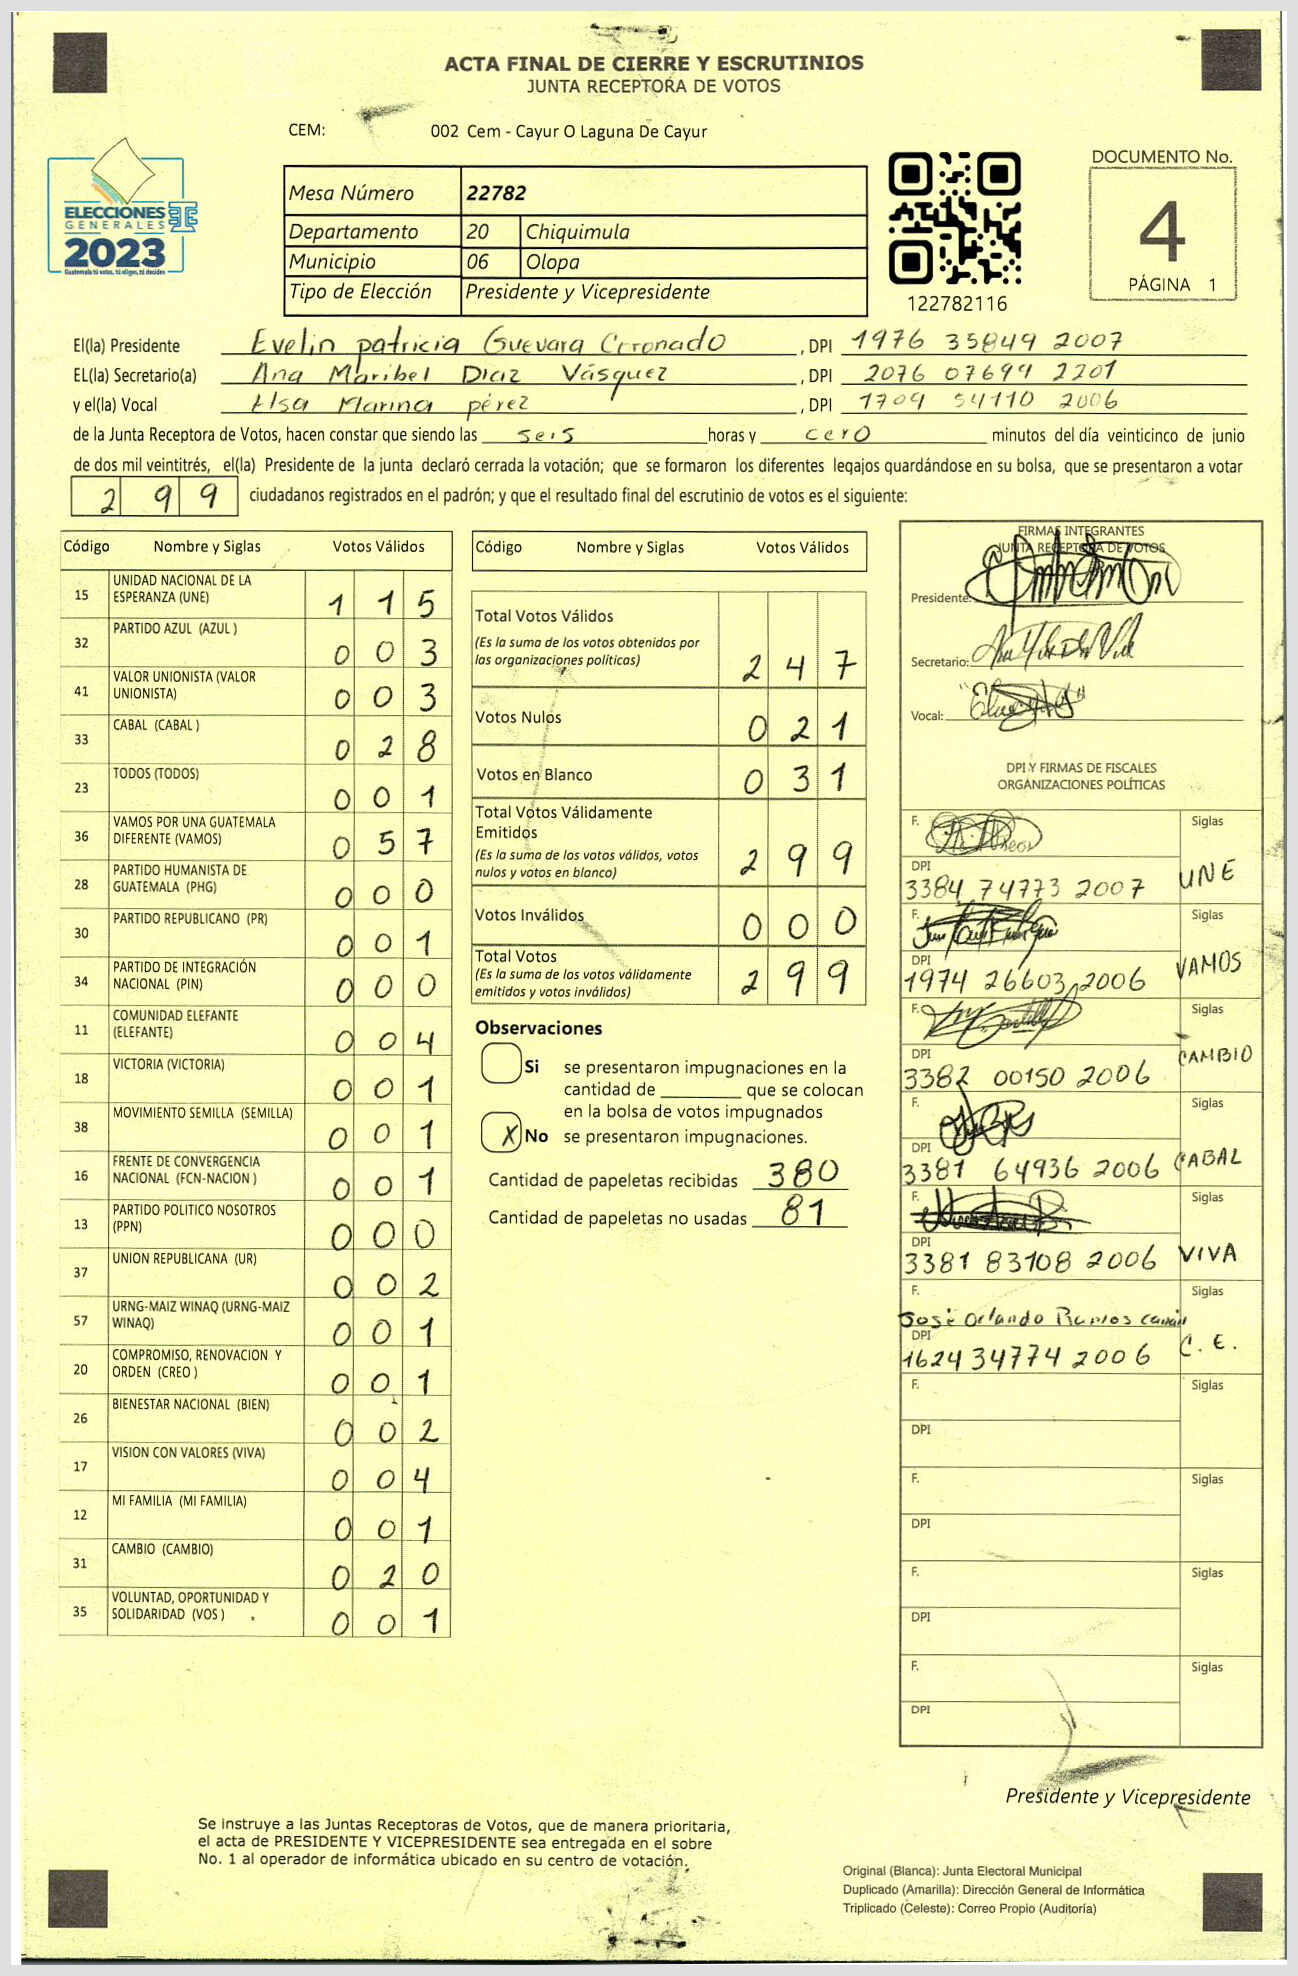 ACTA FINAL DE CIERRE Y ESCRUTINIOS
JUNTA RECEPTORA DE VOTOS
CEM: 002 Cem - Cayur O Laguna De Cayur
ELECCIONES
GENERALES
2023
Guatemala tú votas, tú eliges, tú decides
Mesa Número 22782
Departamento 20 Chiquimula
Municipio 06 Olopa
Tipo de Elección Presidente y Vicepresidente
122782116
DOCUMENTO No.
4
PÁGINA 1
El(la) Presidente Evelin patricia Guevara Coronado , DPI 1976 35849 2007
EL(la) Secretario(a) Ana Maribel Diaz Vásquez , DPI 2076 07699 2201
y el(la) Vocal Elsa Marina pérez , DPI 1709 54110 2006
de la Junta Receptora de Votos, hacen constar que siendo las seis horas y cero minutos del día veinticinco de junio
de dos mil veintitrés, el(la) Presidente de la junta declaró cerrada la votación; que se formaron los diferentes legajos guardándose en su bolsa, que se presentaron a votar
2 9 9 ciudadanos registrados en el padrón; y que el resultado final del escrutinio de votos es el siguiente:
Código Nombre y Siglas Votos Válidos
15 UNIDAD NACIONAL DE LA ESPERANZA (UNE) 1 1 5
32 PARTIDO AZUL (AZUL ) 0 0 3
41 VALOR UNIONISTA (VALOR UNIONISTA) 0 0 3
33 CABAL (CABAL ) 0 2 8
23 TODOS (TODOS) 0 0 1
36 VAMOS POR UNA GUATEMALA DIFERENTE (VAMOS) 0 5 7
28 PARTIDO HUMANISTA DE GUATEMALA (PHG) 0 0 0
30 PARTIDO REPUBLICANO (PR) 0 0 1
34 PARTIDO DE INTEGRACIÓN NACIONAL (PIN) 0 0 0
11 COMUNIDAD ELEFANTE (ELEFANTE) 0 0 4
18 VICTORIA (VICTORIA) 0 0 1
38 MOVIMIENTO SEMILLA (SEMILLA) 0 0 1
16 FRENTE DE CONVERGENCIA NACIONAL (FCN-NACION ) 0 0 1
13 PARTIDO POLITICO NOSOTROS (PPN) 0 0 0
37 UNION REPUBLICANA (UR) 0 0 2
57 URNG-MAIZ WINAQ (URNG-MAIZ WINAQ) 0 0 1
20 COMPROMISO, RENOVACION Y ORDEN (CREO ) 0 0 1
26 BIENESTAR NACIONAL (BIEN) 0 0 2
17 VISION CON VALORES (VIVA) 0 0 4
12 MI FAMILIA (MI FAMILIA) 0 0 1
31 CAMBIO (CAMBIO) 0 2 0
35 VOLUNTAD, OPORTUNIDAD Y SOLIDARIDAD (VOS ) 0 0 1
Código Nombre y Siglas Votos Válidos
Total Votos Válidos
(Es la suma de los votos obtenidos por
las organizaciones políticas) 2 4 7
Votos Nulos 0 2 1
Votos en Blanco 0 3 1
Total Votos Válidamente
Emitidos
(Es la suma de los votos válidos, votos
nulos y votos en blanco) 2 9 9
Votos Inválidos 0 0 0
Total Votos
(Es la suma de los votos válidamente
emitidos y votos inválidos) 2 9 9
Observaciones
Si se presentaron impugnaciones en la
cantidad de ________ que se colocan
en la bolsa de votos impugnados
X No se presentaron impugnaciones.
Cantidad de papeletas recibidas 380
Cantidad de papeletas no usadas 81
FIRMAS INTEGRANTES
JUNTA RECEPTORA DE VOTOS
Presidente:
Secretario:
Vocal:
DPI Y FIRMAS DE FISCALES
ORGANIZACIONES POLÍTICAS
F. Siglas
DPI
3384 74773 2007 UNE
F. Siglas
DPI
1974 26603 2006 VAMOS
F. Siglas
DPI
3382 00150 2006 CAMBIO
F. Siglas
DPI
3381 64936 2006 CABAL
F. Siglas
DPI
3381 83108 2006 VIVA
F. Siglas
José Orlando Ramos
DPI
1624 34774 2006 C. E.
F. Siglas
DPI
F. Siglas
DPI
F. Siglas
DPI
F. Siglas
DPI
Presidente y Vicepresidente
Se instruye a las Juntas Receptoras de Votos, que de manera prioritaria,
el acta de PRESIDENTE Y VICEPRESIDENTE sea entregada en el sobre
No. 1 al operador de informática ubicado en su centro de votación.
Original (Blanca): Junta Electoral Municipal
Duplicado (Amarilla): Dirección General de Informática
Triplicado (Celeste): Correo Propio (Auditoría)